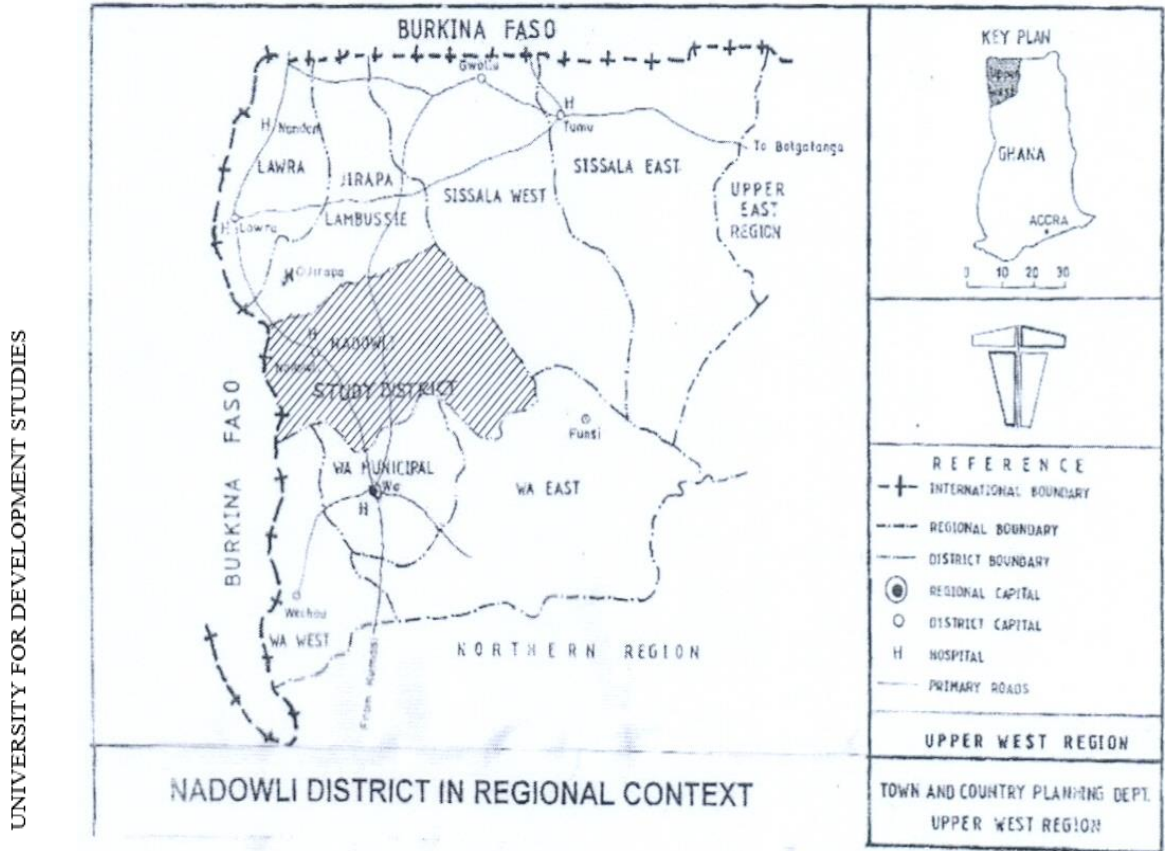 UNIVERSITY FOR DEVELOPMENT STUDIES
BURKINA FASO
Gwollu
H
Tumu
To Bolgatanga
H Nandom
LAWRA
JIRAPA
LAMBUSSIE
SISSALA WEST
SISSALA EAST
UPPER
EAST
REGION
H Lawra
H Jirapa
H
NADOWLI
STUDY DISTRICT
BURKINA FASO
Funsi
WA MUNICIPAL
Wa
H
WA EAST
Wechau
WA WEST
From Kumasi
NORTHERN REGION
NADOWLI DISTRICT IN REGIONAL CONTEXT
KEY PLAN
Upper
west
GHANA
ACCRA
0 10 20 30
REFERENCE
INTERNATIONAL BOUNDARY
REGIONAL BOUNDARY
DISTRICT BOUNDARY
REGIONAL CAPITAL
DISTRICT CAPITAL
H HOSPITAL
PRIMARY ROADS
UPPER WEST REGION
TOWN AND COUNTRY PLANNING DEPT.
UPPER WEST REGION